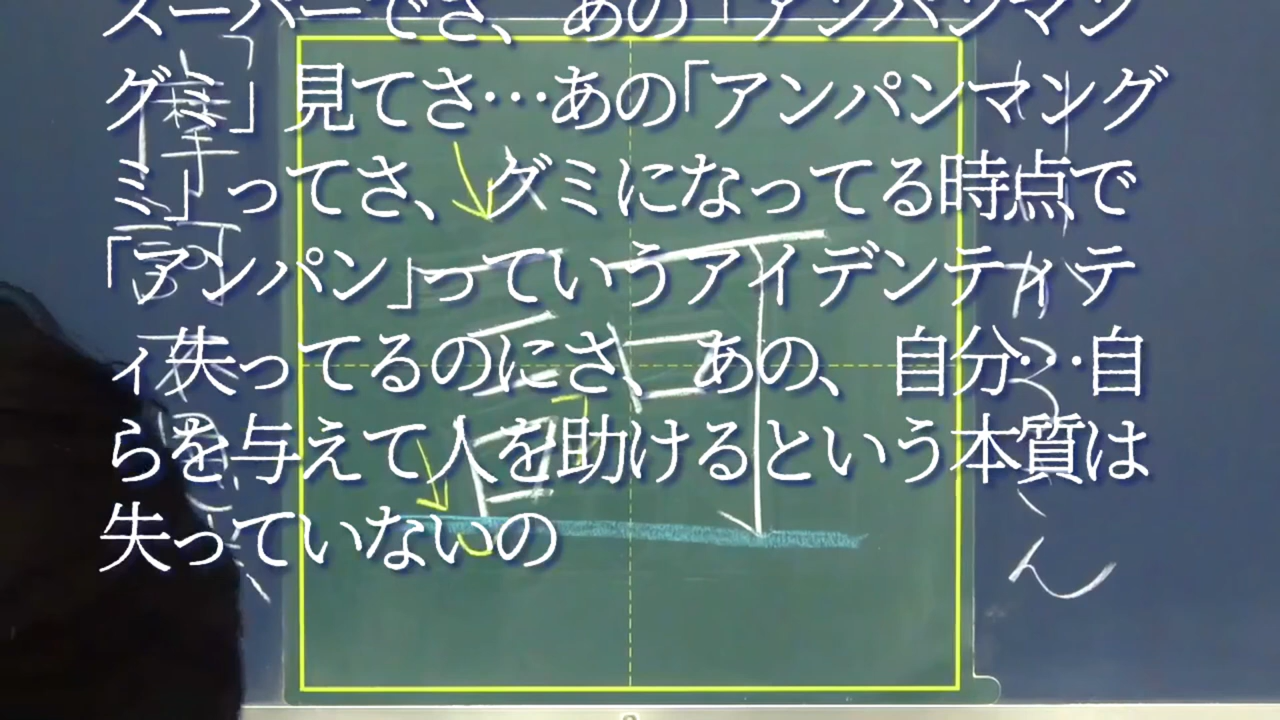 スーパーでさ、あの「アンパンマン
グミ」見てさ…あの「アンパンマング
ミ」ってさ、グミになってる時点で
「アンパン」っていうアイデンティテ
ィ失ってるのにさ、あの、自分…自
らを与えて人を助けるという本質は
失っていないの
詞